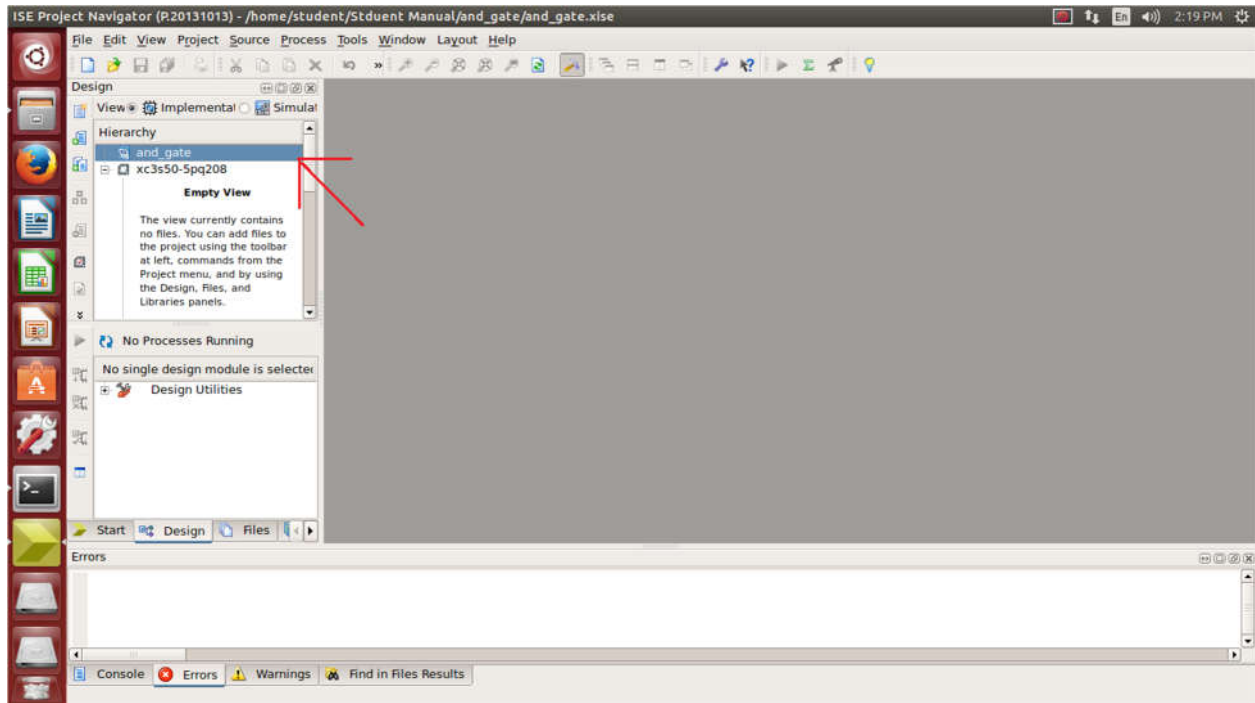 ISE Project Navigator (P.20131013) - /home/student/Stduent Manual/and_gate/and_gate.xise
En
2:19 PM
File Edit View Project Source Process Tools Window Layout Help
Design
View Implementat Simulat
Hierarchy
and_gate
xc3s50-5pq208
Empty View
The view currently contains
no files. You can add files to
the project using the toolbar
at left, commands from the
Project menu, and by using
the Design, Files, and
Libraries panels.
No Processes Running
No single design module is selected
Design Utilities
Start Design Files
Errors
Console Errors Warnings Find in Files Results